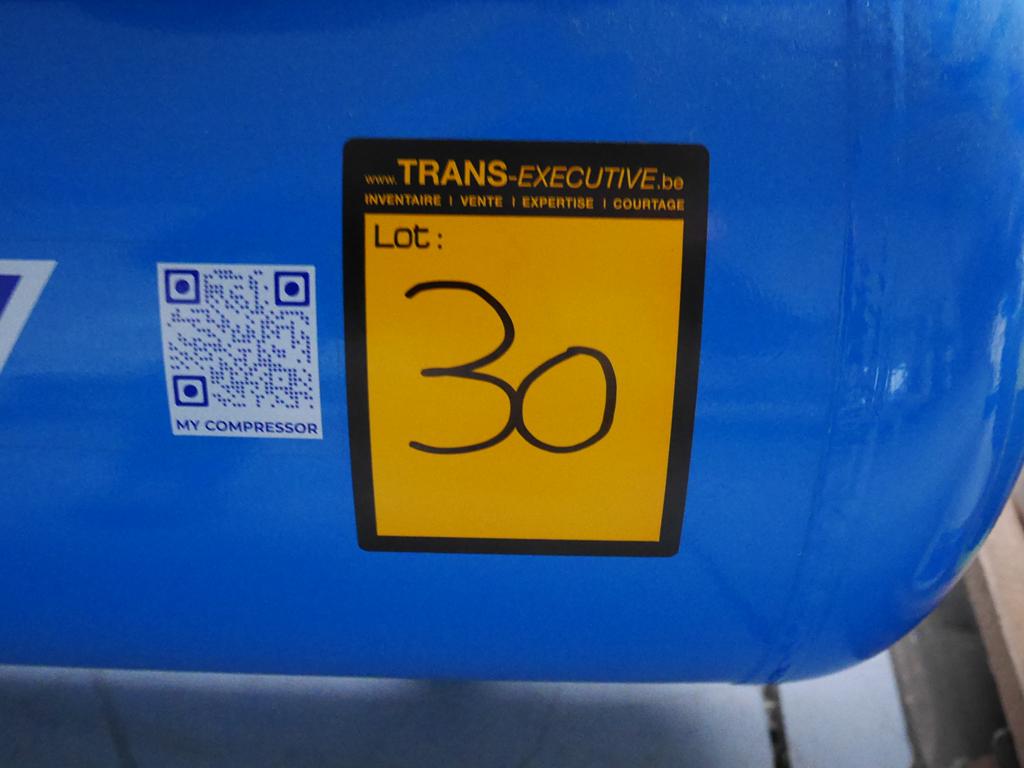 www.TRANS-EXECUTIVE.be
INVENTAIRE | VENTE | EXPERTISE | COURTAGE
Lot:
30
MY COMPRESSOR